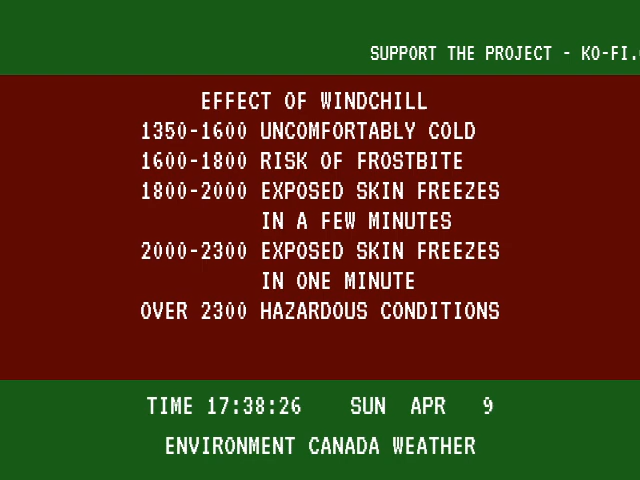 SUPPORT THE PROJECT - KO-FI.
EFFECT OF WINDCHILL
1350-1600 UNCOMFORTABLY COLD
1600-1800 RISK OF FROSTBITE
1800-2000 EXPOSED SKIN FREEZES
IN A FEW MINUTES
2000-2300 EXPOSED SKIN FREEZES
IN ONE MINUTE
OVER 2300 HAZARDOUS CONDITIONS
TIME 17:38:26 SUN APR 9
ENVIRONMENT CANADA WEATHER